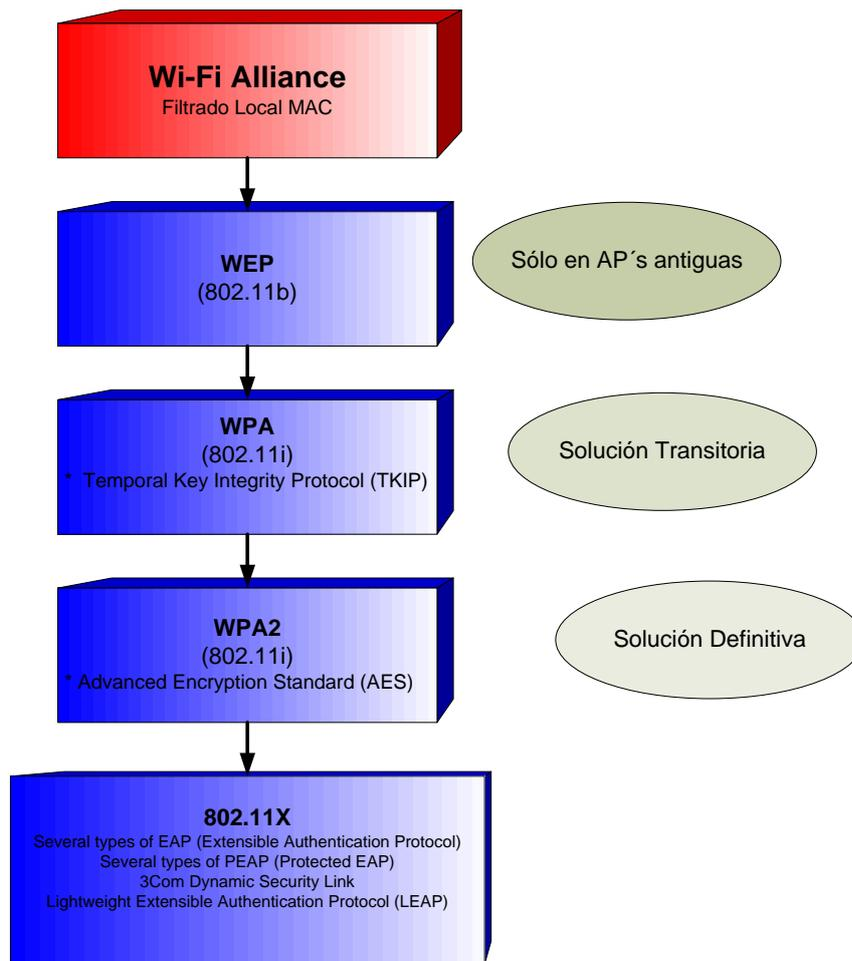 Wi-Fi Alliance
Filtrado Local MAC
WEP
(802.11b)
Sólo en AP´s antiguas
WPA
(802.11i)
* Temporal Key Integrity Protocol (TKIP)
Solución Transitoria
WPA2
(802.11i)
* Advanced Encryption Standard (AES)
Solución Definitiva
802.11X
Several types of EAP (Extensible Authentication Protocol)
Several types of PEAP (Protected EAP)
3Com Dynamic Security Link
Lightweight Extensible Authentication Protocol (LEAP)